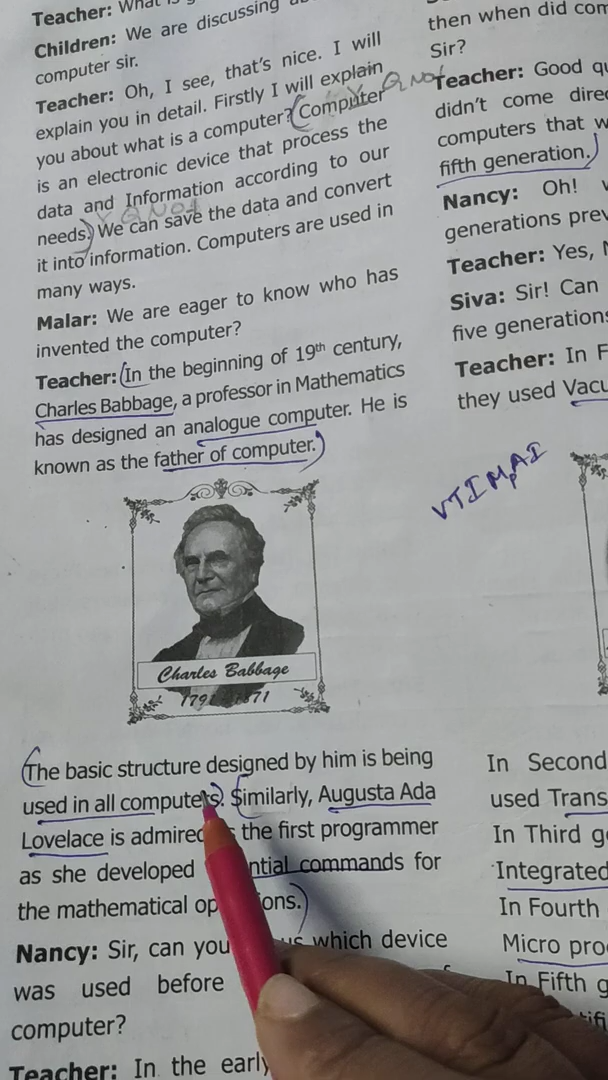 Teacher: What is
Children: We are discussing
computer sir.
Teacher: Oh, I see, that's nice. I will
explain you in detail. Firstly I will explain
you about what is a computer? Computer
is an electronic device that process the
data and Information according to our
needs. We can save the data and convert
it into information. Computers are used in
many ways.
Malar: We are eager to know who has
invented the computer?
Teacher: In the beginning of 19th century,
Charles Babbage, a professor in Mathematics
has designed an analogue computer. He is
known as the father of computer.
Charles Babbage
The basic structure designed by him is being
used in all computers. Similarly, Augusta Ada
Lovelace is admired the first programmer
as she developed commands for
the mathematical
Nancy: Sir, can you which device
was used before
computer?
Teacher: In the early
then when did
Sir?
Teacher: Good
didn't come
computers that
fifth generation.
Nancy: Oh!
generations
Teacher: Yes,
Siva: Sir! Can
five generations
Teacher: In
they used
VTIMPAI
In Second
used
In Third
Integrated
In Fourth
Micro
In Fifth